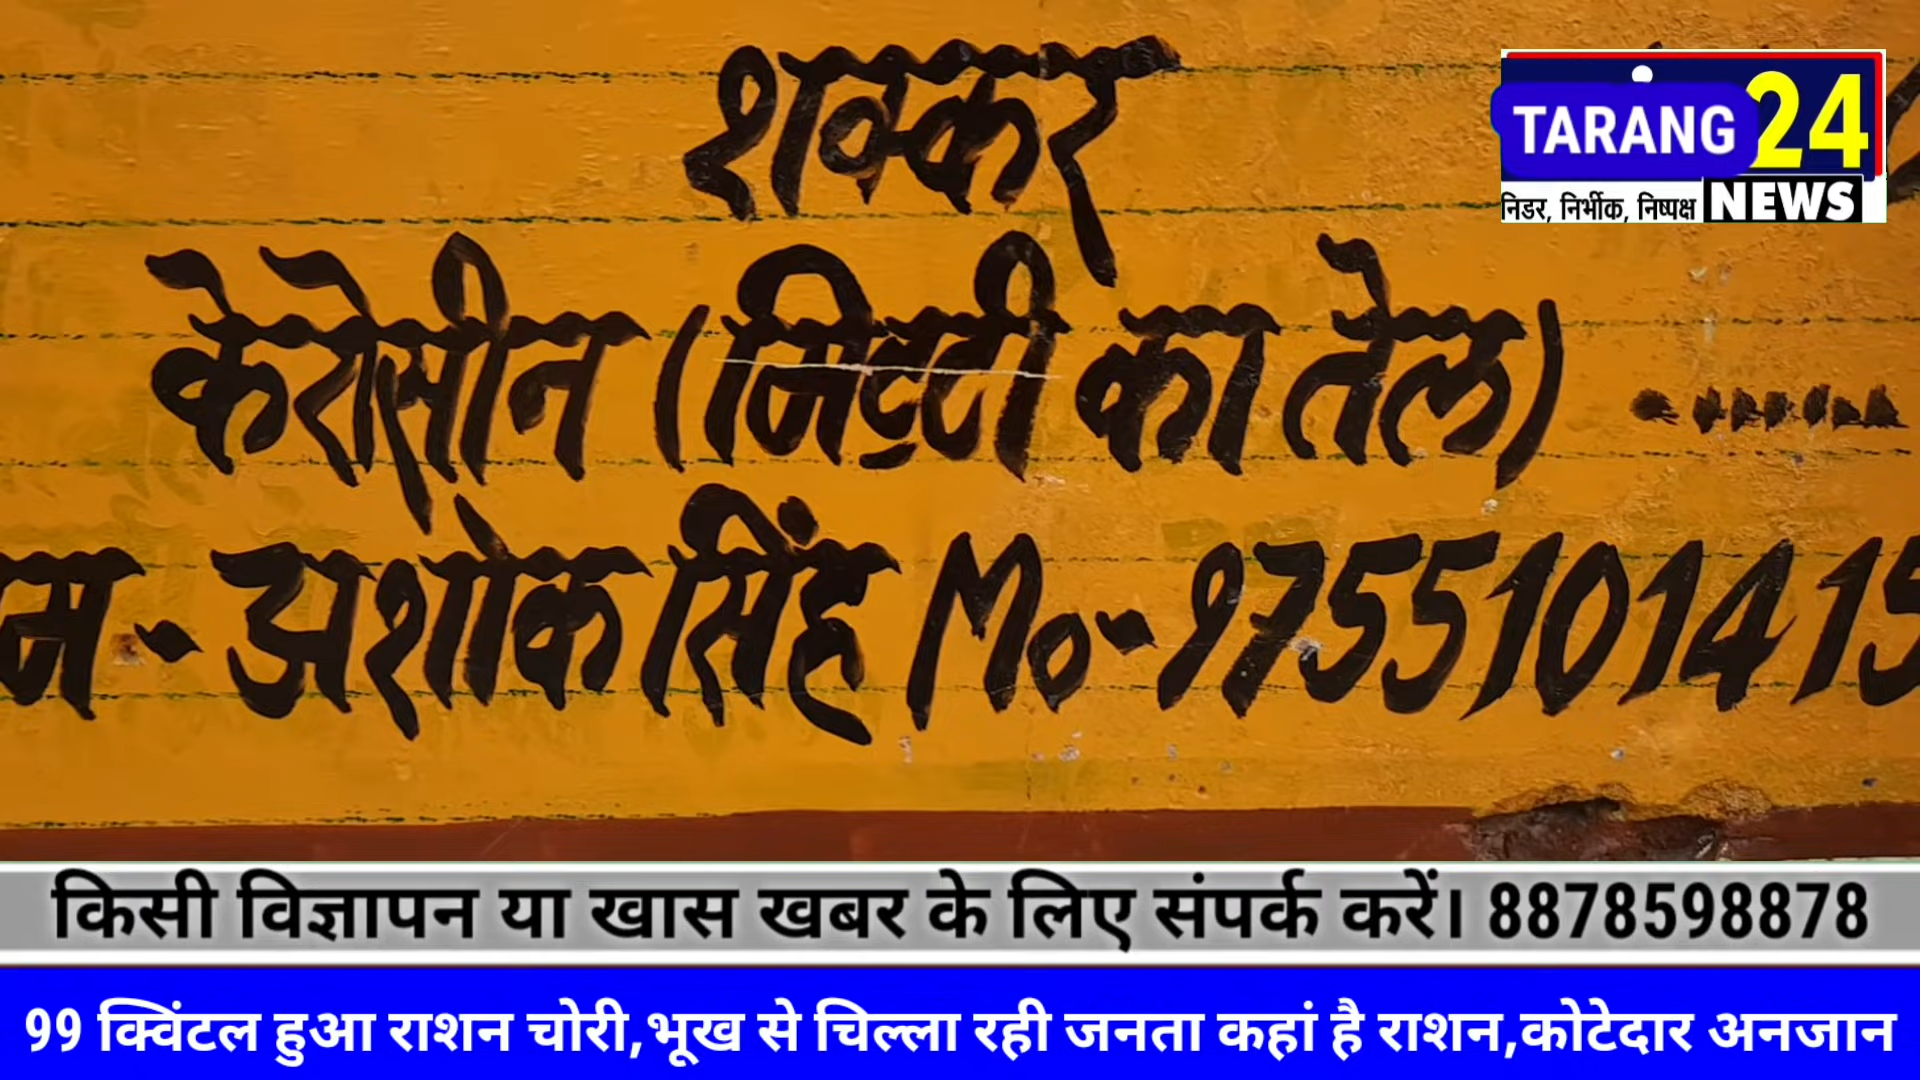 शक्कर
TARANG 24
निडर, निर्भीक, निष्पक्ष NEWS
केरोसीन (मिट्टी का तेल) .......
म - अशोक सिंह Mo-9755101415
किसी विज्ञापन या खास खबर के लिए संपर्क करें। 8878598878
99 क्विंटल हुआ राशन चोरी,भूख से चिल्ला रही जनता कहां है राशन,कोटेदार अनजान